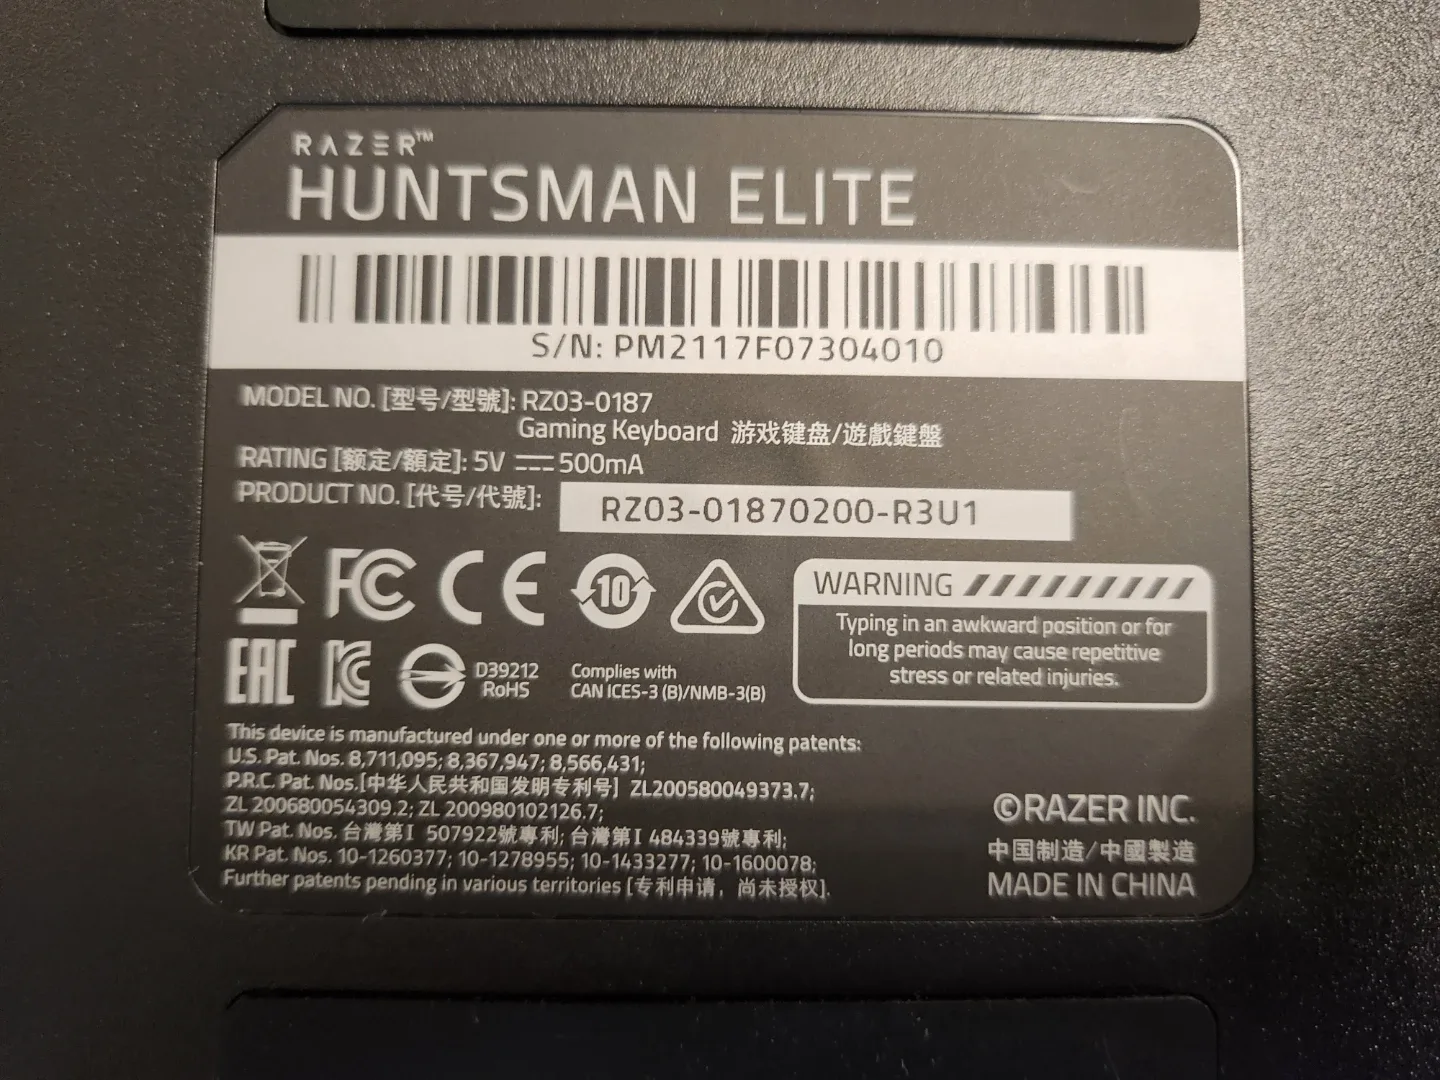 RAZER™
HUNTSMAN ELITE
S/N: PM2117F07304010
MODEL NO. [型号/型號]: RZ03-0187
Gaming Keyboard 游戏键盘/遊戲鍵盤
RATING [额定/額定]: 5V ⎓ 500mA
PRODUCT NO. [代号/代號]: RZ03-01870200-R3U1
FC CE 10
WARNING
Typing in an awkward position or for
long periods may cause repetitive
stress or related injuries.
EAC KC D39212
RoHS
Complies with
CAN ICES-3 (B)/NMB-3(B)
This device is manufactured under one or more of the following patents:
U.S. Pat. Nos. 8,711,095; 8,367,947; 8,566,431;
P.R.C. Pat. Nos.[中华人民共和国发明专利号] ZL200580049373.7;
ZL 200680054309.2; ZL 200980102126.7;
TW Pat. Nos. 台灣第I 507922號專利; 台灣第I 484339號專利;
KR Pat. Nos. 10-1260377; 10-1278955; 10-1433277; 10-1600078;
Further patents pending in various territories [专利申请，尚未授权].
©RAZER INC.
中国制造/中國製造
MADE IN CHINA